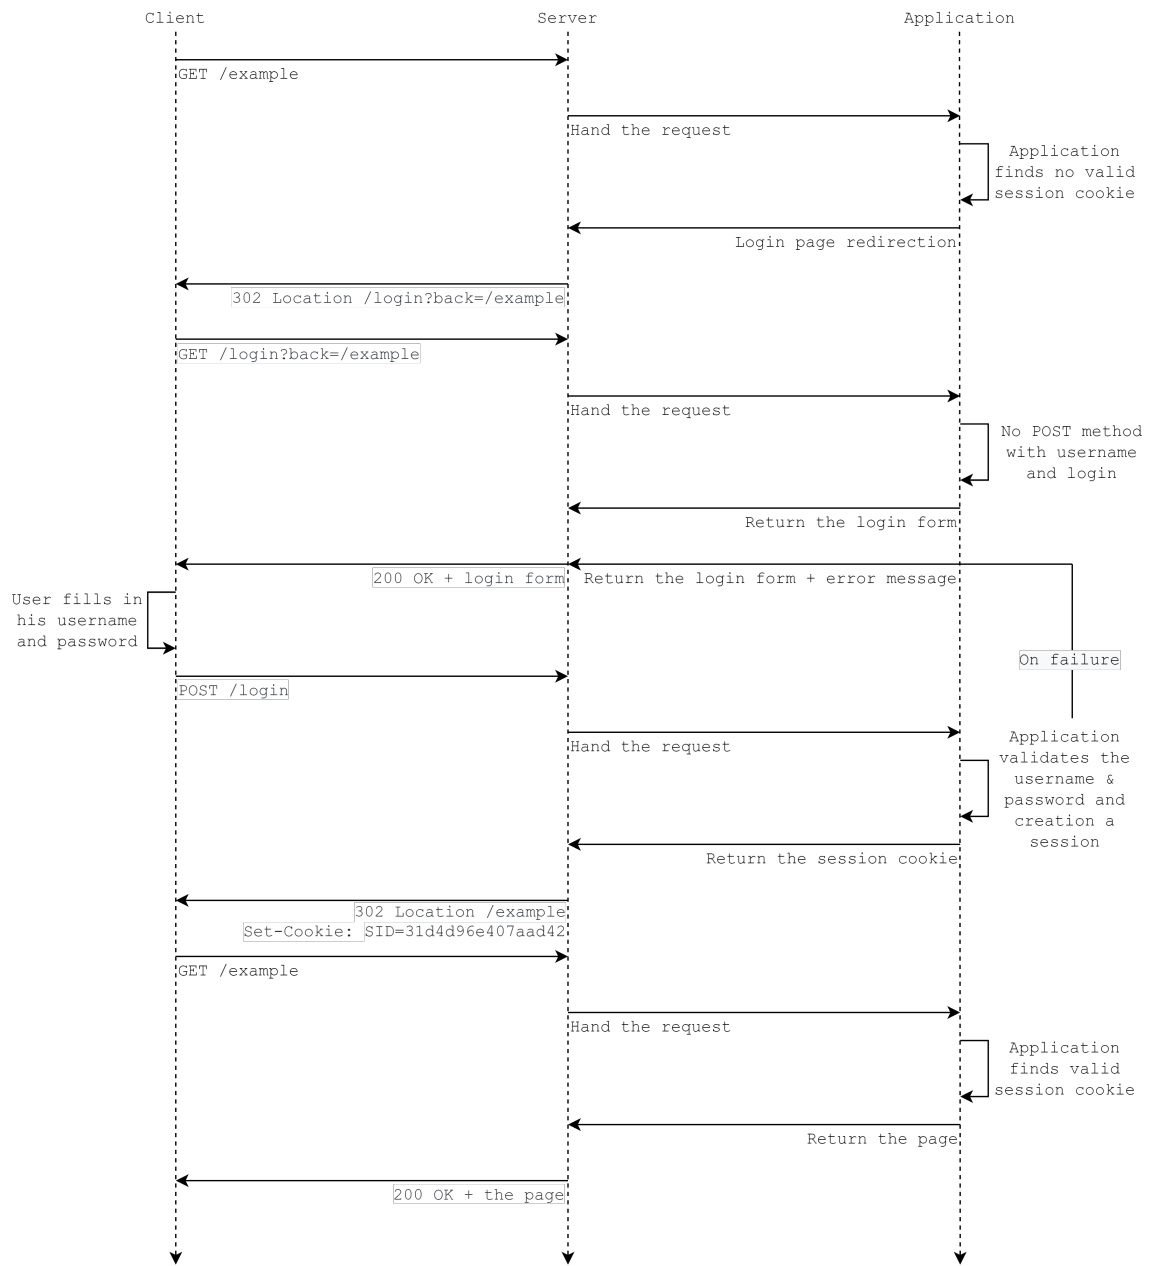 Client
Server
Application
GET /example
Hand the request
Application
finds no valid
session cookie
Login page redirection
302 Location /login?back=/example
GET /login?back=/example
Hand the request
No POST method
with username
and login
Return the login form
200 OK + login form
Return the login form + error message
User fills in
his username
and password
On failure
POST /login
Hand the request
Application
validates the
username &
password and
creation a
session
Return the session cookie
302 Location /example
Set-Cookie: SID=31d4d96e407aad42
GET /example
Hand the request
Application
finds valid
session cookie
Return the page
200 OK + the page